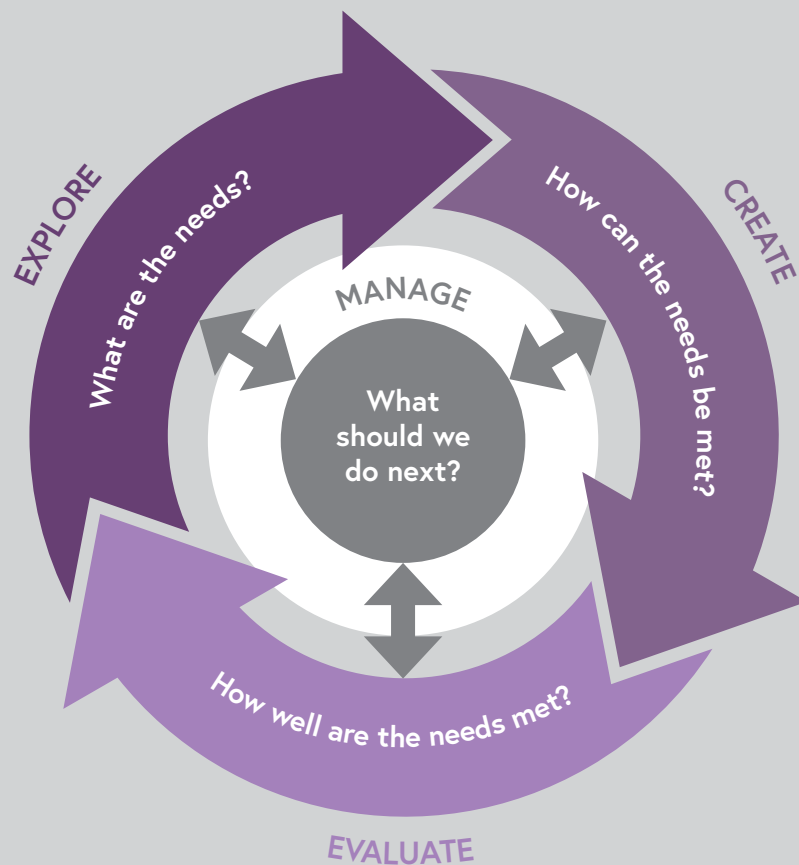 EXPLORE
What are the needs?
CREATE
How can the needs be met?
MANAGE
What
should we
do next?
How well are the needs met?
EVALUATE